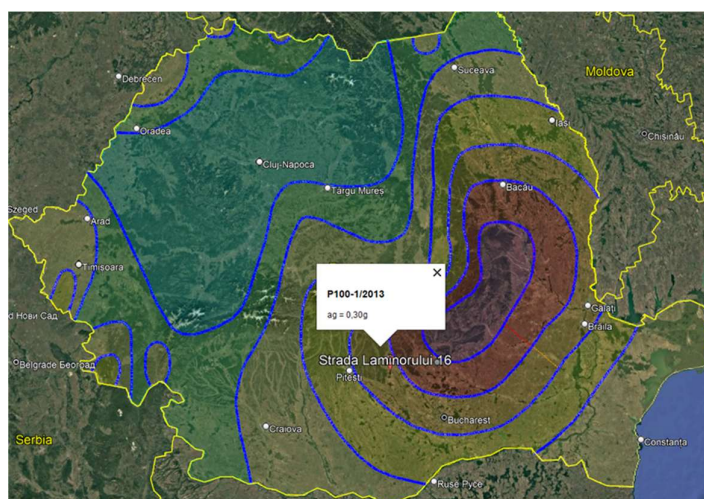 Suceava
Moldova
Debrecen
Iași
Chișinău
Oradea
Cluj-Napoca
Târgu Mureș
Bacău
Szeged
Arad
Timișoara
P100-1/2013
ag = 0,30g
Galați
Brăila
d Нови Сад
Strada Laminorului 16
Pitești
Belgrade Београд
Bucharest
Craiova
Serbia
Constanța
Ruse Русе